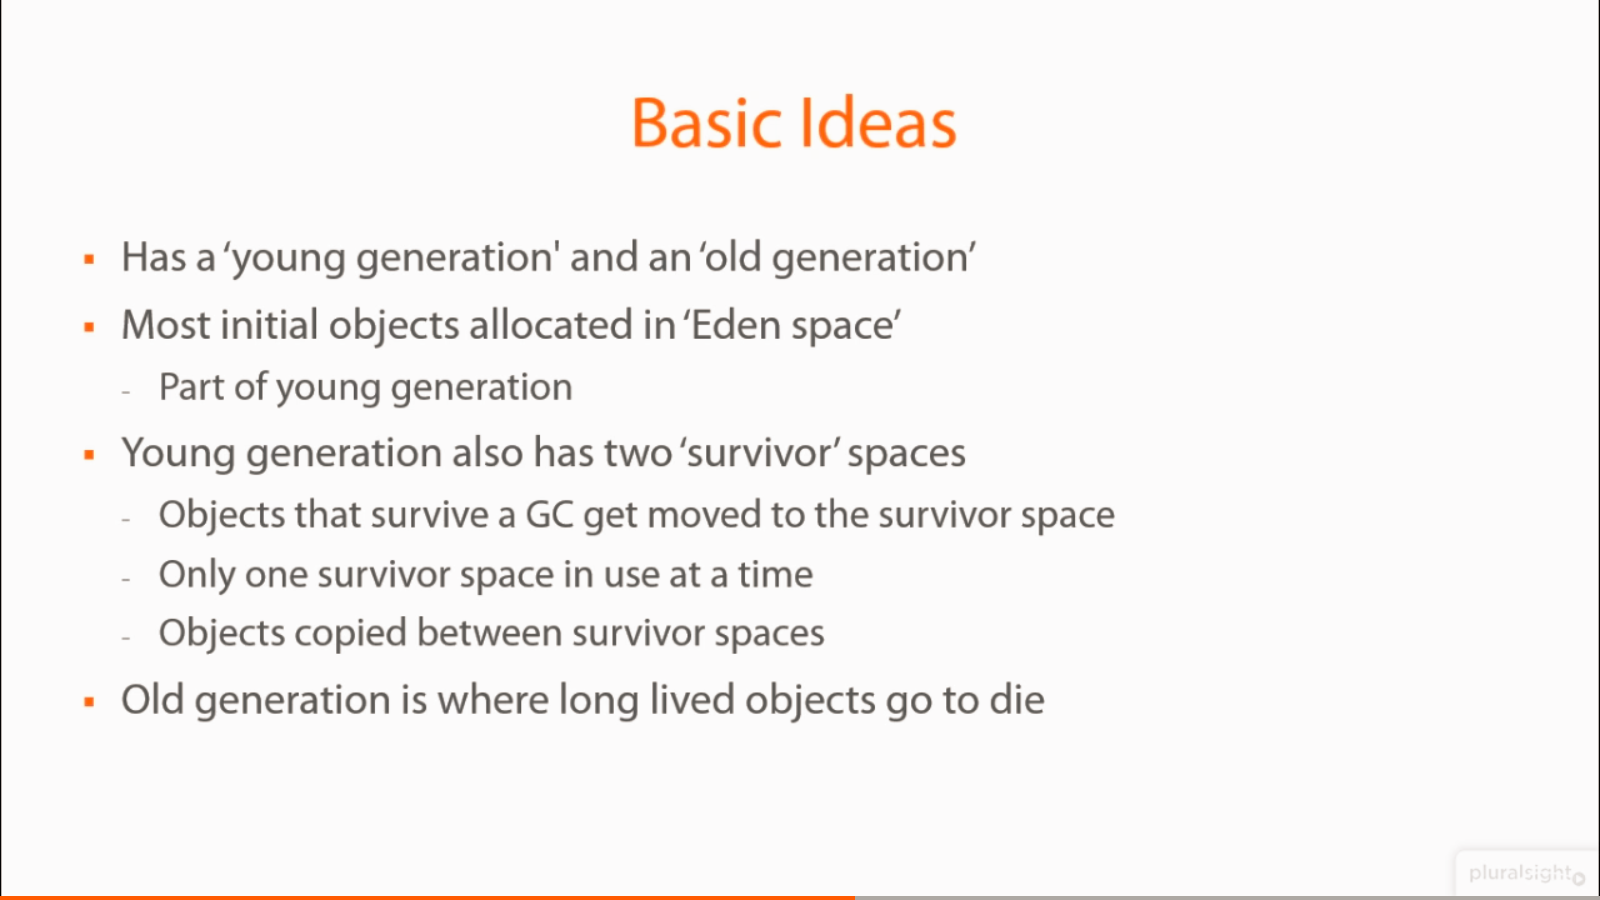 Basic Ideas
▪ Has a ‘young generation' and an ‘old generation’
▪ Most initial objects allocated in ‘Eden space’
- Part of young generation
▪ Young generation also has two ‘survivor’ spaces
- Objects that survive a GC get moved to the survivor space
- Only one survivor space in use at a time
- Objects copied between survivor spaces
▪ Old generation is where long lived objects go to die
pluralsight